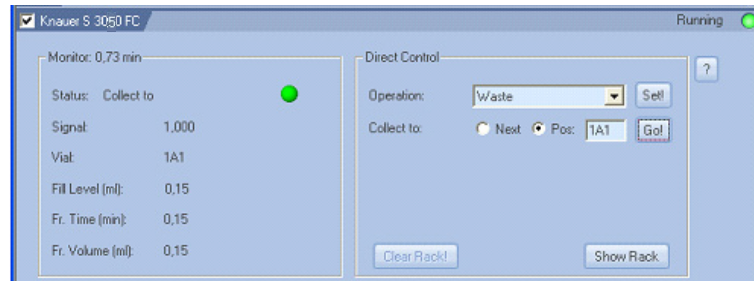 Knauer S 3050 FC
Running
Monitor: 0,73 min
Status: Collect to
Signal: 1,000
Vial: 1A1
Fill Level (ml): 0,15
Fr. Time (min): 0,15
Fr. Volume (ml): 0,15
Direct Control
Operation: Waste Set!
Collect to: Next Pos: 1A1 Go!
Clear Rack! Show Rack
?